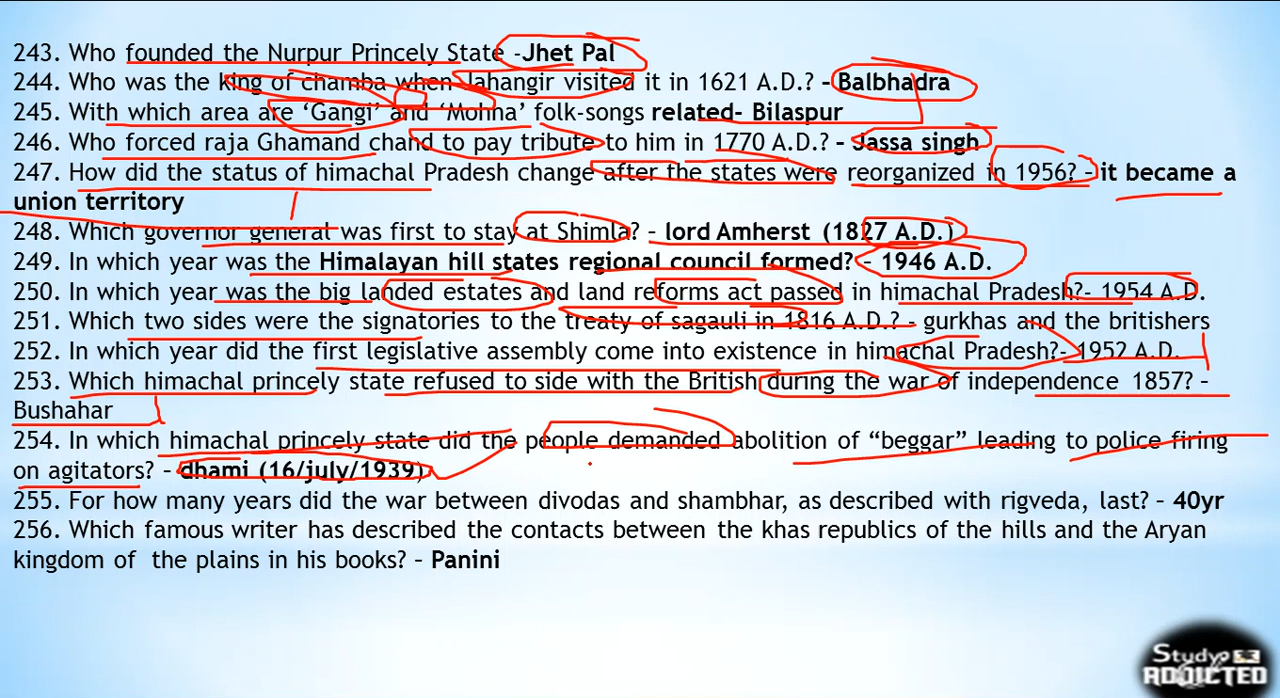 243. Who founded the Nurpur Princely State -Jhet Pal
244. Who was the king of chamba when Jahangir visited it in 1621 A.D.? – Balbhadra
245. With which area are ‘Gangi’ and ‘Mohna’ folk-songs related- Bilaspur
246. Who forced raja Ghamand chand to pay tribute to him in 1770 A.D.? – Jassa singh
247. How did the status of himachal Pradesh change after the states were reorganized in 1956? – it became a
union territory
248. Which governor general was first to stay at Shimla? – lord Amherst (1827 A.D.)
249. In which year was the Himalayan hill states regional council formed? – 1946 A.D.
250. In which year was the big landed estates and land reforms act passed in himachal Pradesh?- 1954 A.D.
251. Which two sides were the signatories to the treaty of sagauli in 1816 A.D.? – gurkhas and the britishers
252. In which year did the first legislative assembly come into existence in himachal Pradesh?- 1952 A.D.
253. Which himachal princely state refused to side with the British during the war of independence 1857? –
Bushahar
254. In which himachal princely state did the people demanded abolition of “beggar” leading to police firing
on agitators? – dhami (16/july/1939)
255. For how many years did the war between divodas and shambhar, as described with rigveda, last? – 40yr
256. Which famous writer has described the contacts between the khas republics of the hills and the Aryan
kingdom of the plains in his books? – Panini
Study
ADDICTED